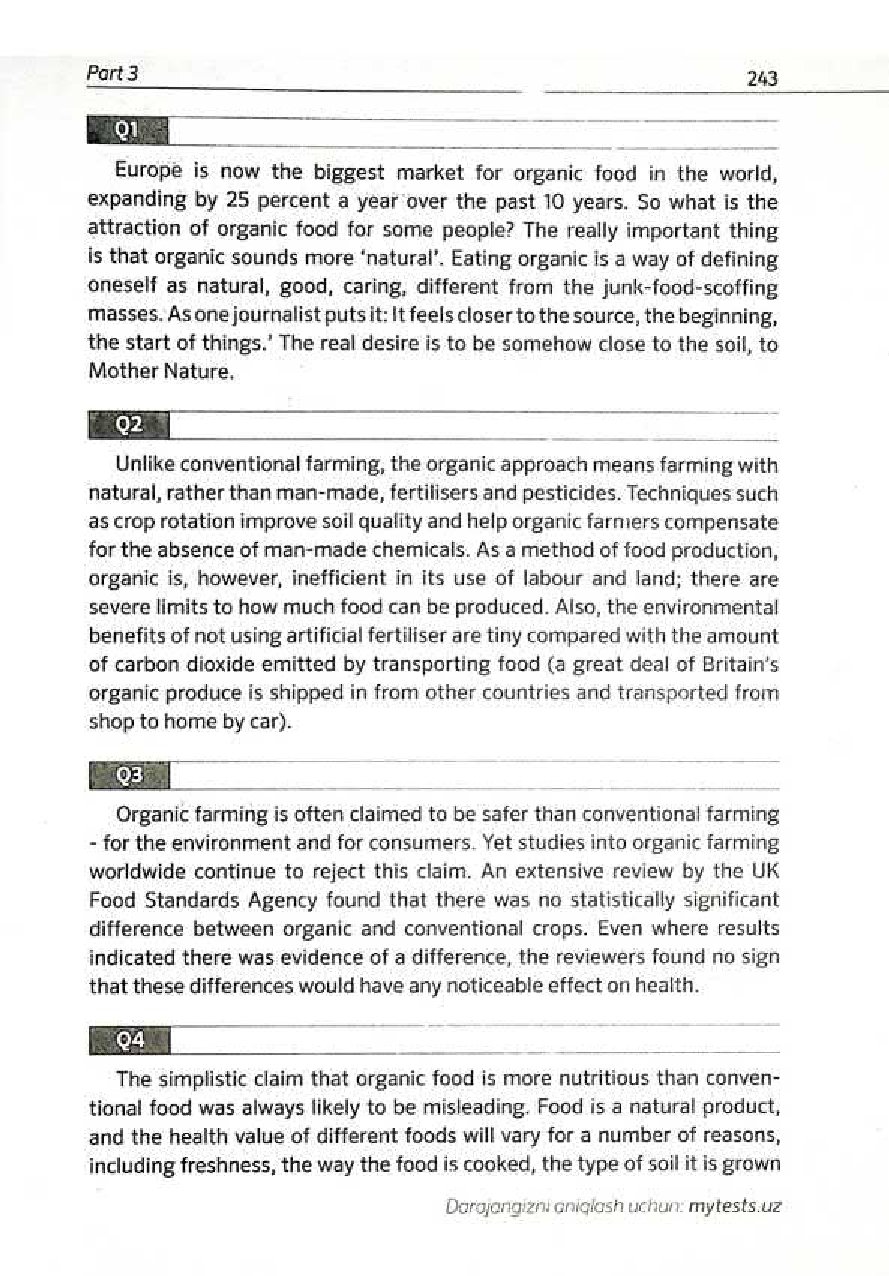 Part 3
243
Q1
Europe is now the biggest market for organic food in the world,
expanding by 25 percent a year over the past 10 years. So what is the
attraction of organic food for some people? The really important thing
is that organic sounds more ‘natural’. Eating organic is a way of defining
oneself as natural, good, caring, different from the junk-food-scoffing
masses. As one journalist puts it: It feels closer to the source, the beginning,
the start of things.’ The real desire is to be somehow close to the soil, to
Mother Nature.
Q2
Unlike conventional farming, the organic approach means farming with
natural, rather than man-made, fertilisers and pesticides. Techniques such
as crop rotation improve soil quality and help organic farmers compensate
for the absence of man-made chemicals. As a method of food production,
organic is, however, inefficient in its use of labour and land; there are
severe limits to how much food can be produced. Also, the environmental
benefits of not using artificial fertiliser are tiny compared with the amount
of carbon dioxide emitted by transporting food (a great deal of Britain’s
organic produce is shipped in from other countries and transported from
shop to home by car).
Q3
Organic farming is often claimed to be safer than conventional farming
- for the environment and for consumers. Yet studies into organic farming
worldwide continue to reject this claim. An extensive review by the UK
Food Standards Agency found that there was no statistically significant
difference between organic and conventional crops. Even where results
indicated there was evidence of a difference, the reviewers found no sign
that these differences would have any noticeable effect on health.
Q4
The simplistic claim that organic food is more nutritious than conven-
tional food was always likely to be misleading. Food is a natural product,
and the health value of different foods will vary for a number of reasons,
including freshness, the way the food is cooked, the type of soil it is grown
Darajangizni aniqlash uchun: mytests.uz